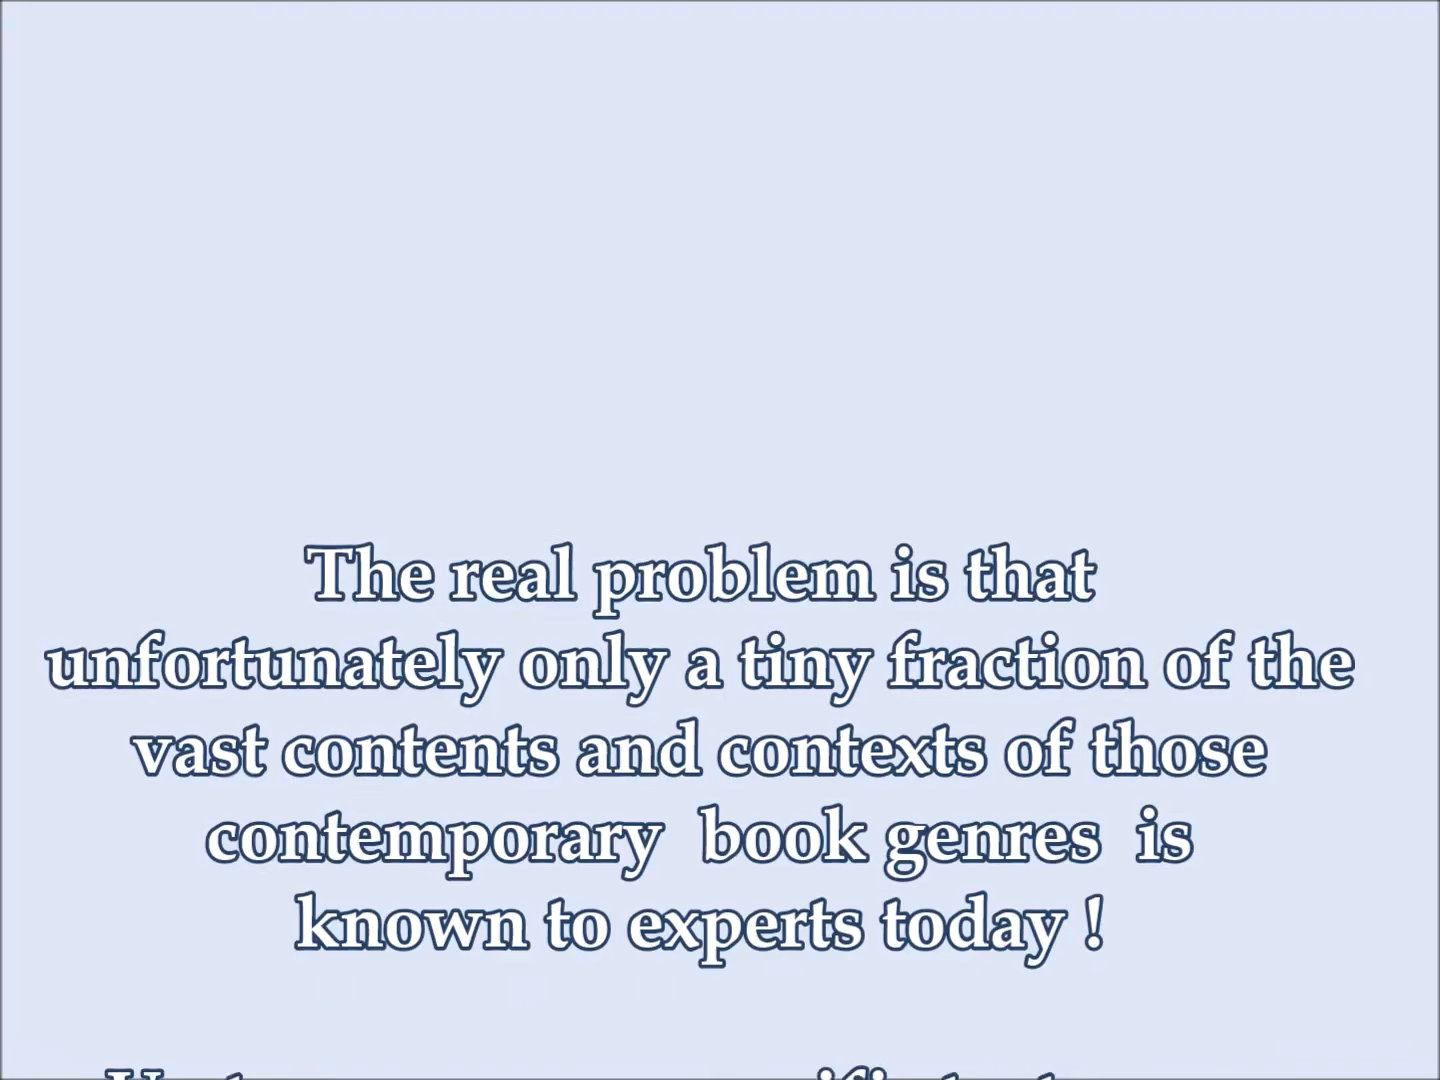 The real problem is that
unfortunately only a tiny fraction of the
vast contents and contexts of those
contemporary  book genres  is
known to experts today !